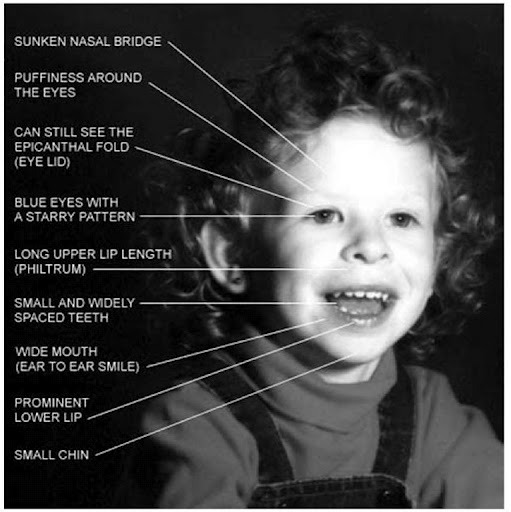 SUNKEN NASAL BRIDGE
PUFFINESS AROUND
THE EYES
CAN STILL SEE THE
EPICANTHAL FOLD
(EYE LID)
BLUE EYES WITH
A STARRY PATTERN
LONG UPPER LIP LENGTH
(PHILTRUM)
SMALL AND WIDELY
SPACED TEETH
WIDE MOUTH
(EAR TO EAR SMILE)
PROMINENT
LOWER LIP
SMALL CHIN